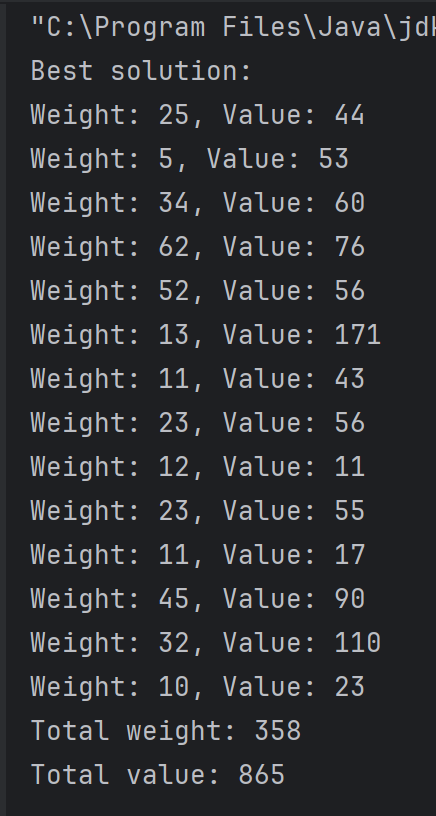 "C:\Program Files\Java\jd
Best solution:
Weight: 25, Value: 44
Weight: 5, Value: 53
Weight: 34, Value: 60
Weight: 62, Value: 76
Weight: 52, Value: 56
Weight: 13, Value: 171
Weight: 11, Value: 43
Weight: 23, Value: 56
Weight: 12, Value: 11
Weight: 23, Value: 55
Weight: 11, Value: 17
Weight: 45, Value: 90
Weight: 32, Value: 110
Weight: 10, Value: 23
Total weight: 358
Total value: 865